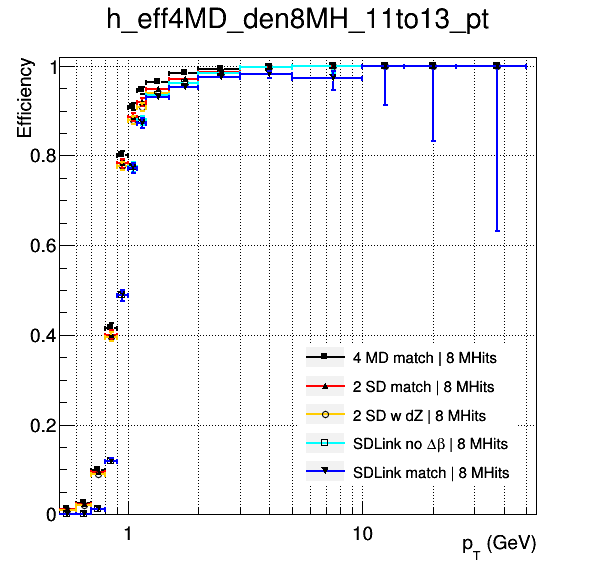 h_eff4MD_den8MH_11to13_pt
Efficiency
1
0.8
0.6
0.4
0.2
0
4 MD match | 8 MHits
2 SD match | 8 MHits
2 SD w dZ | 8 MHits
SDLink no Δβ | 8 MHits
SDLink match | 8 MHits
1 10
p_T (GeV)